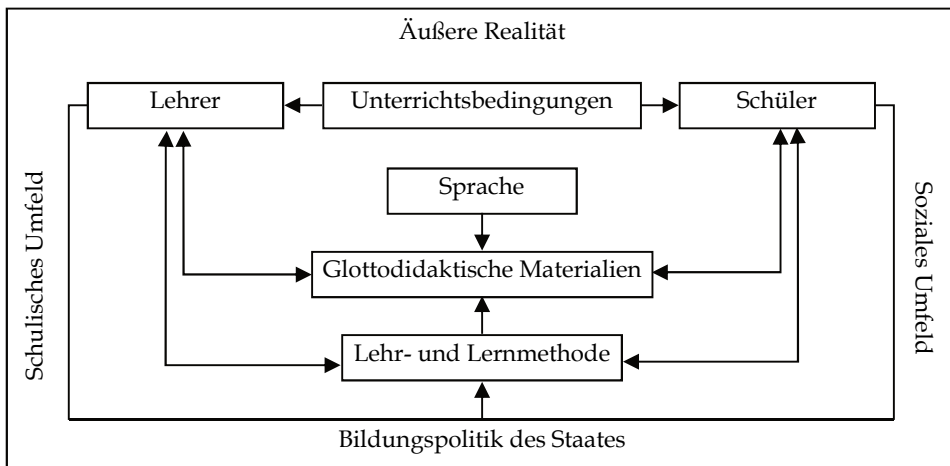 Äußere Realität
Lehrer
Unterrichtsbedingungen
Schüler
Schulisches Umfeld
Sprache
Soziales Umfeld
Glottodidaktische Materialien
Lehr- und Lernmethode
Bildungspolitik des Staates